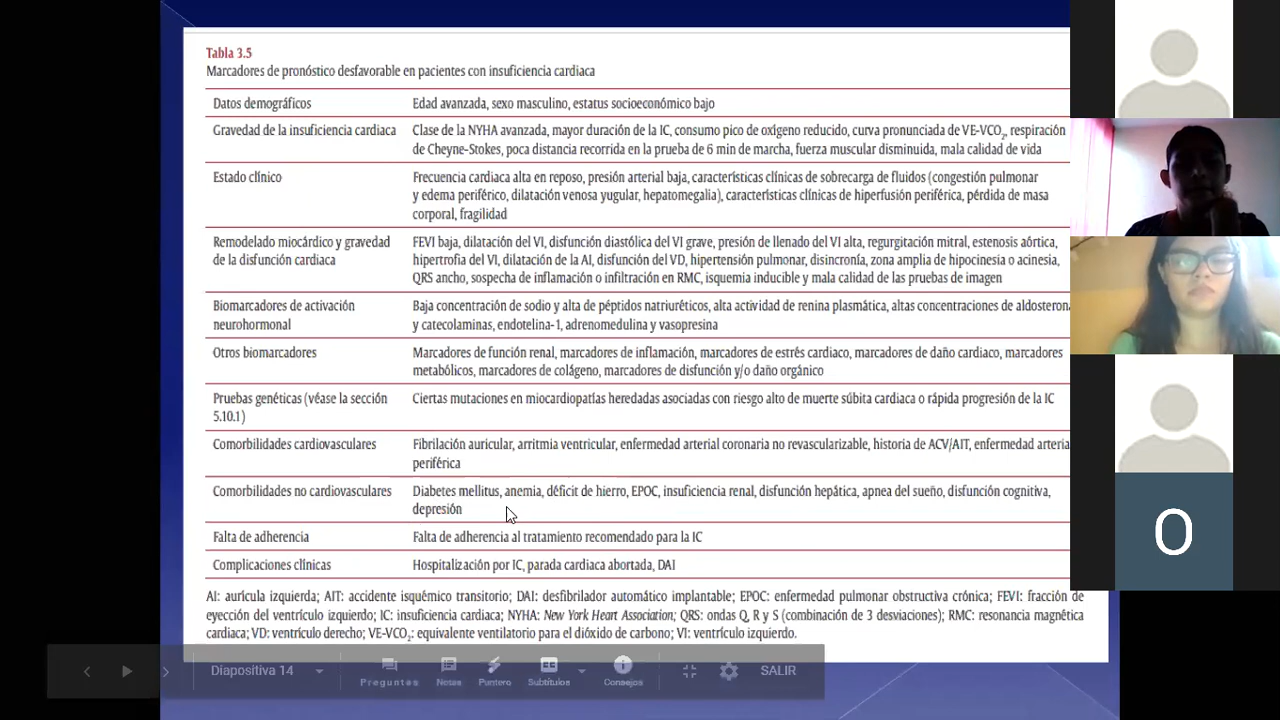 Tabla 3.5
Marcadores de pronóstico desfavorable en pacientes con insuficiencia cardiaca
Datos demográficos
Edad avanzada, sexo masculino, estatus socioeconómico bajo
Gravedad de la insuficiencia cardiaca
Clase de la NYHA avanzada, mayor duración de la IC, consumo pico de oxígeno reducido, curva pronunciada de VE-VCO2, respiración
de Cheyne-Stokes, poca distancia recorrida en la prueba de 6 min de marcha, fuerza muscular disminuida, mala calidad de vida
Estado clínico
Frecuencia cardiaca alta en reposo, presión arterial baja, características clínicas de sobrecarga de fluidos (congestión pulmonar
y edema periférico, dilatación venosa yugular, hepatomegalia), características clínicas de hiperfusión periférica, pérdida de masa
corporal, fragilidad
Remodelado miocárdico y gravedad
de la disfunción cardiaca
FEVI baja, dilatación del VI, disfunción diastólica del VI grave, presión de llenado del VI alta, regurgitación mitral, estenosis aórtica,
hipertrofia del VI, dilatación de la AI, disfunción del VD, hipertensión pulmonar, disincronía, zona amplia de hipocinesia o acinesia,
QRS ancho, sospecha de inflamación o infiltración en RMC, isquemia inducible y mala calidad de las pruebas de imagen
Biomarcadores de activación
neurohormonal
Baja concentración de sodio y alta de péptidos natriuréticos, alta actividad de renina plasmática, altas concentraciones de aldosterona
y catecolaminas, endotelina-1, adrenomedulina y vasopresina
Otros biomarcadores
Marcadores de función renal, marcadores de inflamación, marcadores de estrés cardiaco, marcadores de daño cardiaco, marcadores
metabólicos, marcadores de colágeno, marcadores de disfunción y/o daño orgánico
Pruebas genéticas (véase la sección
5.10.1)
Ciertas mutaciones en miocardiopatías heredadas asociadas con riesgo alto de muerte súbita cardiaca o rápida progresión de la IC
Comorbilidades cardiovasculares
Fibrilación auricular, arritmia ventricular, enfermedad arterial coronaria no revascularizable, historia de ACV/AIT, enfermedad arteria
periférica
Comorbilidades no cardiovasculares
Diabetes mellitus, anemia, déficit de hierro, EPOC, insuficiencia renal, disfunción hepática, apnea del sueño, disfunción cognitiva,
depresión
Falta de adherencia
Falta de adherencia al tratamiento recomendado para la IC
Complicaciones clínicas
Hospitalización por IC, parada cardiaca abortada, DAI
AI: aurícula izquierda; AIT: accidente isquémico transitorio; DAI: desfibrilador automático implantable; EPOC: enfermedad pulmonar obstructiva crónica; FEVI: fracción de
eyección del ventrículo izquierdo; IC: insuficiencia cardiaca; NYHA: New York Heart Association; QRS: ondas Q, R y S (combinación de 3 desviaciones); RMC: resonancia magnética
cardiaca; VD: ventrículo derecho; VE-VCO2: equivalente ventilatorio para el dióxido de carbono; VI: ventrículo izquierdo.
Diapositiva 14
Preguntas
Notas
Puntero
Subtítulos
Consejos
SALIR
O